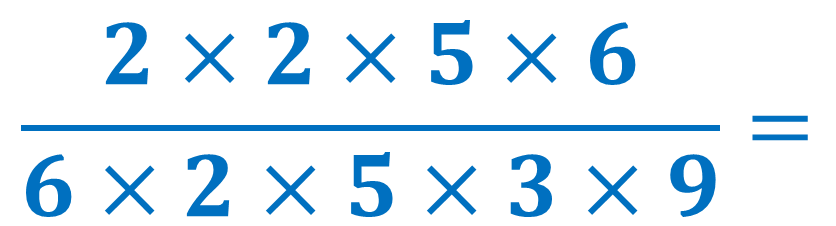 2 × 2 × 5 × 6
6 × 2 × 5 × 3 × 9 =